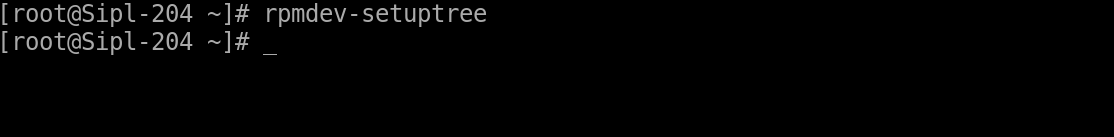 [root@Sipl-204 ~]# rpmdev-setuptree
[root@Sipl-204 ~]# _